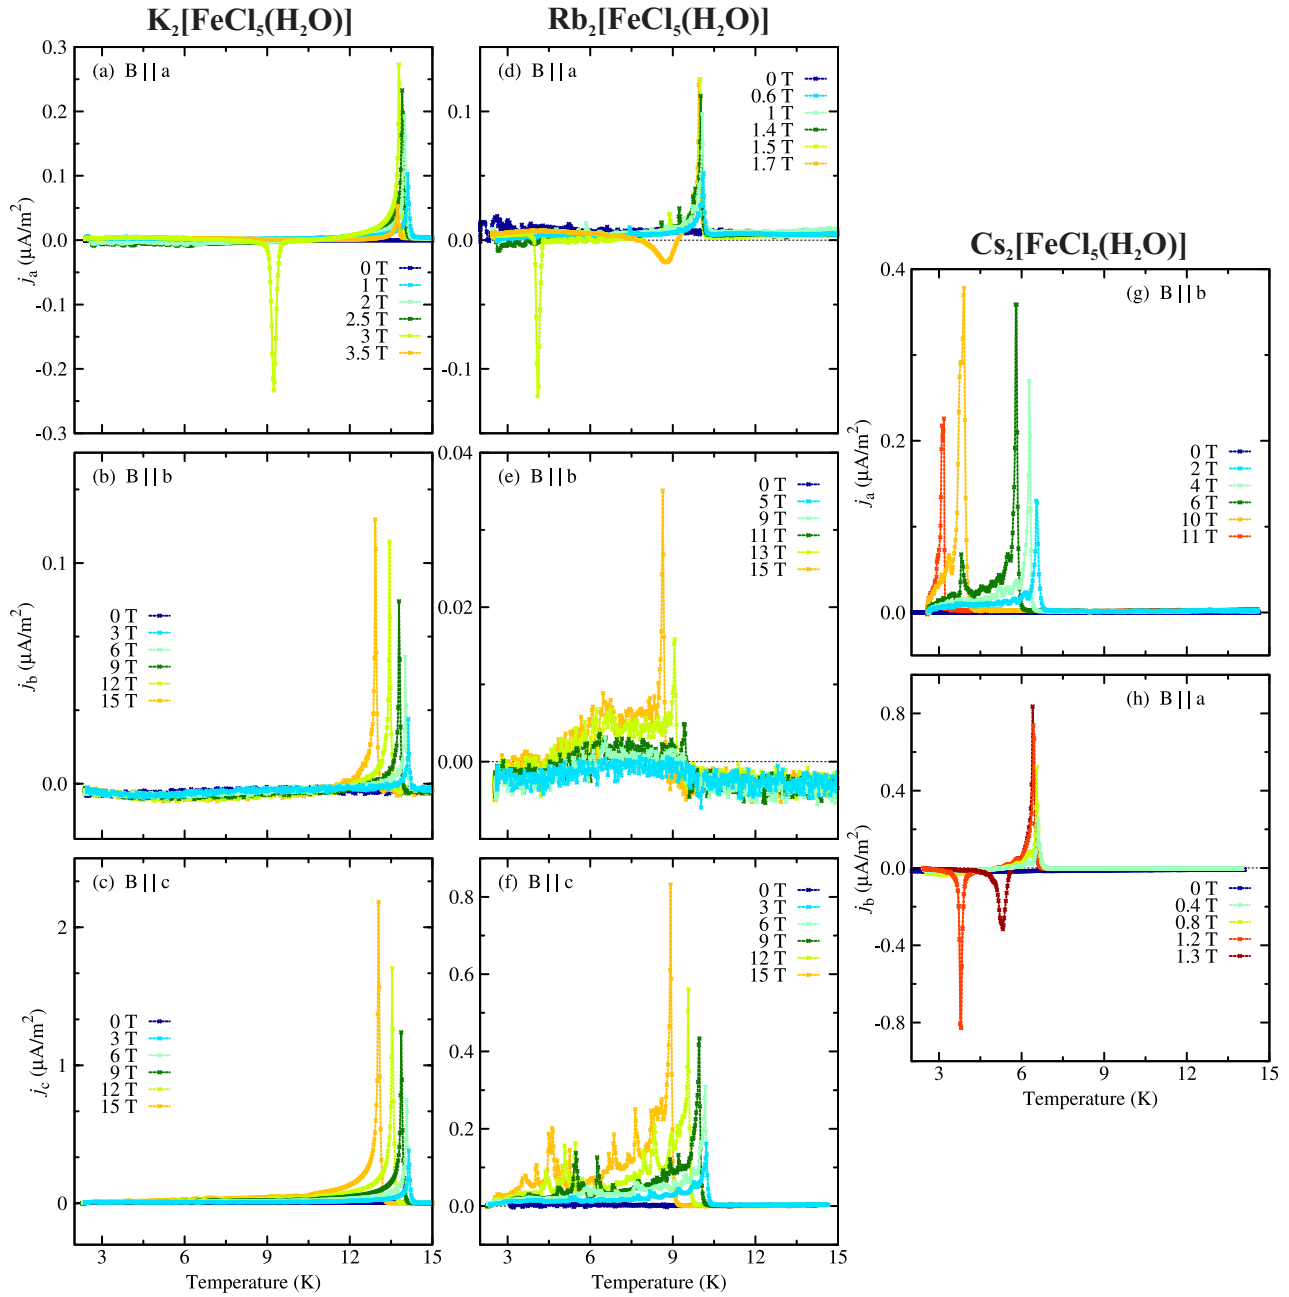 K₂[FeCl₅(H₂O)]
Rb₂[FeCl₅(H₂O)]
Cs₂[FeCl₅(H₂O)]
(a) B || a
0.3
0.2
0.1
0.0
-0.1
-0.2
-0.3
jₐ (μA/m²)
0 T
1 T
2 T
2.5 T
3 T
3.5 T
(b) B || b
0.1
0.0
j_b (μA/m²)
0 T
3 T
6 T
9 T
12 T
15 T
(c) B || c
2
1
0
j_c (μA/m²)
0 T
3 T
6 T
9 T
12 T
15 T
3 6 9 12 15
Temperature (K)
(d) B || a
0.1
0.0
-0.1
jₐ (μA/m²)
0 T
0.6 T
1 T
1.4 T
1.5 T
1.7 T
(e) B || b
0.04
0.02
0.00
0 T
5 T
9 T
11 T
13 T
15 T
(f) B || c
0.8
0.6
0.4
0.2
0.0
0 T
3 T
6 T
9 T
12 T
15 T
3 6 9 12 15
Temperature (K)
(g) B || b
0.4
0.2
0.0
jₐ (μA/m²)
0 T
2 T
4 T
6 T
10 T
11 T
(h) B || a
0.8
0.4
0.0
-0.4
-0.8
j_b (μA/m²)
0 T
0.4 T
0.8 T
1.2 T
1.3 T
3 6 9 12 15
Temperature (K)